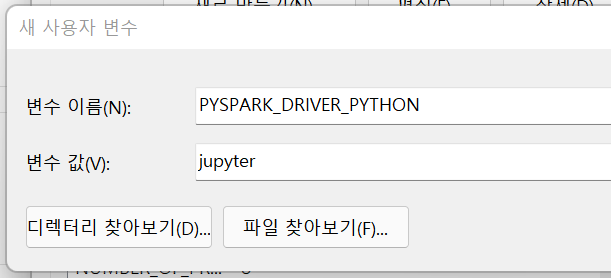 새 사용자 변수
변수 이름(N):
PYSPARK_DRIVER_PYTHON
변수 값(V):
jupyter
디렉터리 찾아보기(D)...
파일 찾아보기(F)...